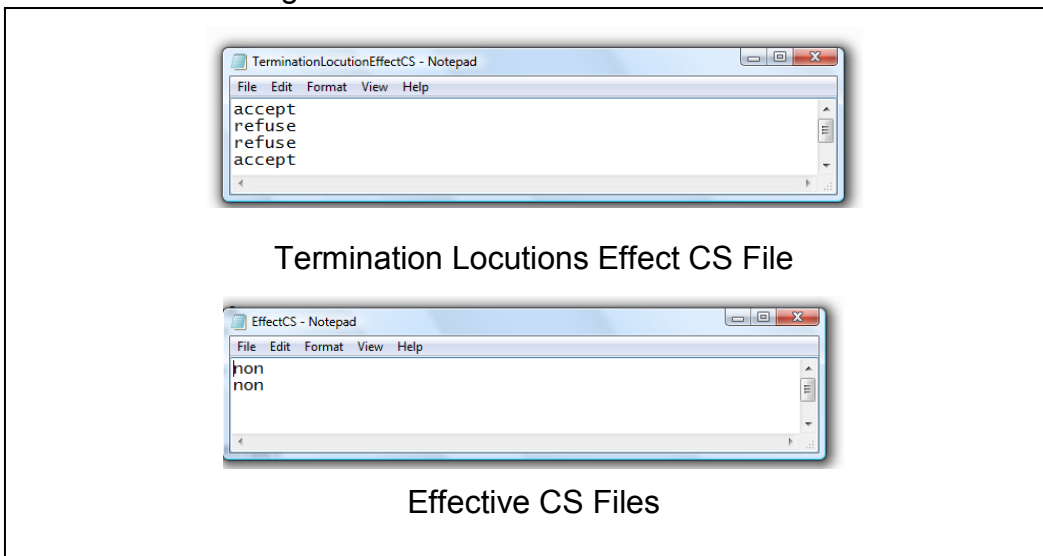 TerminationLocutionEffectCS - Notepad
File Edit Format View Help
accept
refuse
refuse
accept
Termination Locutions Effect CS File
EffectCS - Notepad
File Edit Format View Help
non
non
Effective CS Files